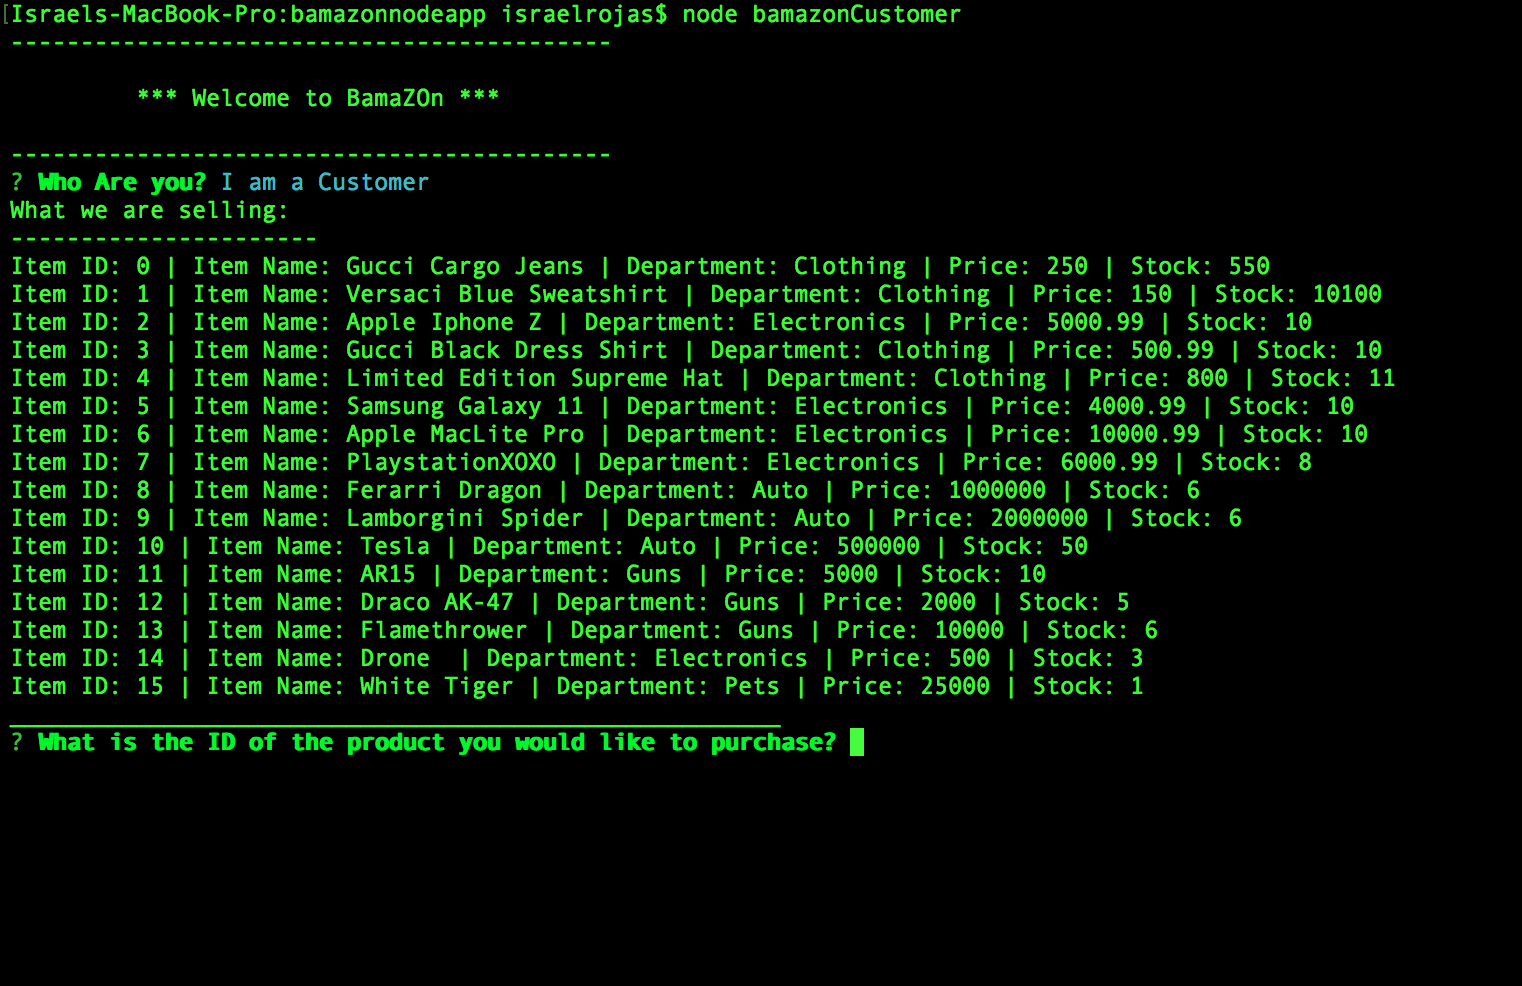 Israels-MacBook-Pro:bamazonnodeapp israelrojas$ node bamazonCustomer
-------------------------------------------
*** Welcome to BamaZOn ***
-------------------------------------------
? Who Are you? I am a Customer
What we are selling:
----------------------
Item ID: 0 | Item Name: Gucci Cargo Jeans | Department: Clothing | Price: 250 | Stock: 550
Item ID: 1 | Item Name: Versaci Blue Sweatshirt | Department: Clothing | Price: 150 | Stock: 10100
Item ID: 2 | Item Name: Apple Iphone Z | Department: Electronics | Price: 5000.99 | Stock: 10
Item ID: 3 | Item Name: Gucci Black Dress Shirt | Department: Clothing | Price: 500.99 | Stock: 10
Item ID: 4 | Item Name: Limited Edition Supreme Hat | Department: Clothing | Price: 800 | Stock: 11
Item ID: 5 | Item Name: Samsung Galaxy 11 | Department: Electronics | Price: 4000.99 | Stock: 10
Item ID: 6 | Item Name: Apple MacLite Pro | Department: Electronics | Price: 10000.99 | Stock: 10
Item ID: 7 | Item Name: PlaystationXOXO | Department: Electronics | Price: 6000.99 | Stock: 8
Item ID: 8 | Item Name: Ferarri Dragon | Department: Auto | Price: 1000000 | Stock: 6
Item ID: 9 | Item Name: Lamborgini Spider | Department: Auto | Price: 2000000 | Stock: 6
Item ID: 10 | Item Name: Tesla | Department: Auto | Price: 500000 | Stock: 50
Item ID: 11 | Item Name: AR15 | Department: Guns | Price: 5000 | Stock: 10
Item ID: 12 | Item Name: Draco AK-47 | Department: Guns | Price: 2000 | Stock: 5
Item ID: 13 | Item Name: Flamethrower | Department: Guns | Price: 10000 | Stock: 6
Item ID: 14 | Item Name: Drone  | Department: Electronics | Price: 500 | Stock: 3
Item ID: 15 | Item Name: White Tiger | Department: Pets | Price: 25000 | Stock: 1
_______________________________________________________
? What is the ID of the product you would like to purchase?